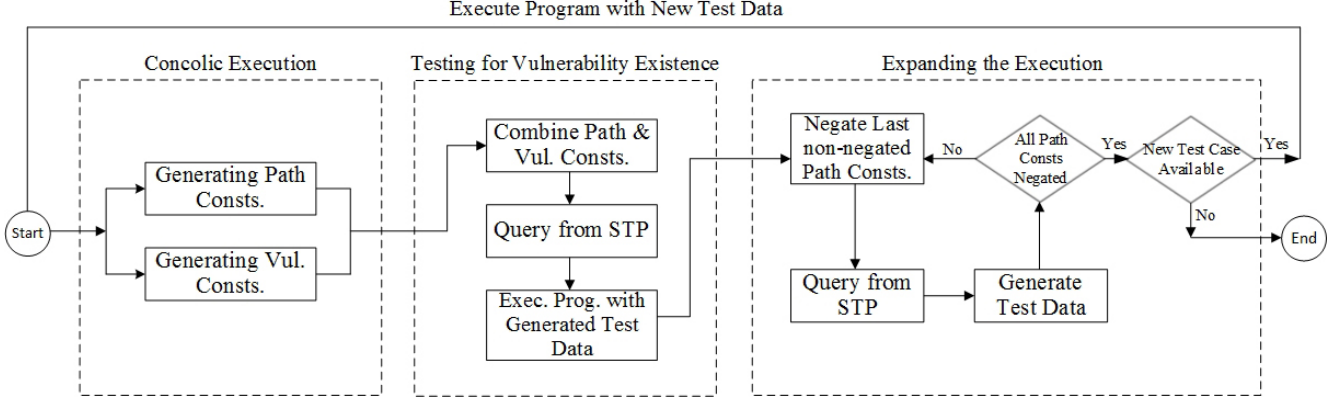 Execute Program with New Test Data
Concolic Execution
Testing for Vulnerability Existence
Expanding the Execution
Start
Generating Path
Consts.
Generating Vul.
Consts.
Combine Path &
Vul. Consts.
Query from STP
Exec. Prog. with
Generated Test
Data
Negate Last
non-negated
Path Consts.
No
All Path
Consts
Negated
Yes
New Test Case
Available
Yes
No
End
Query from
STP
Generate
Test Data